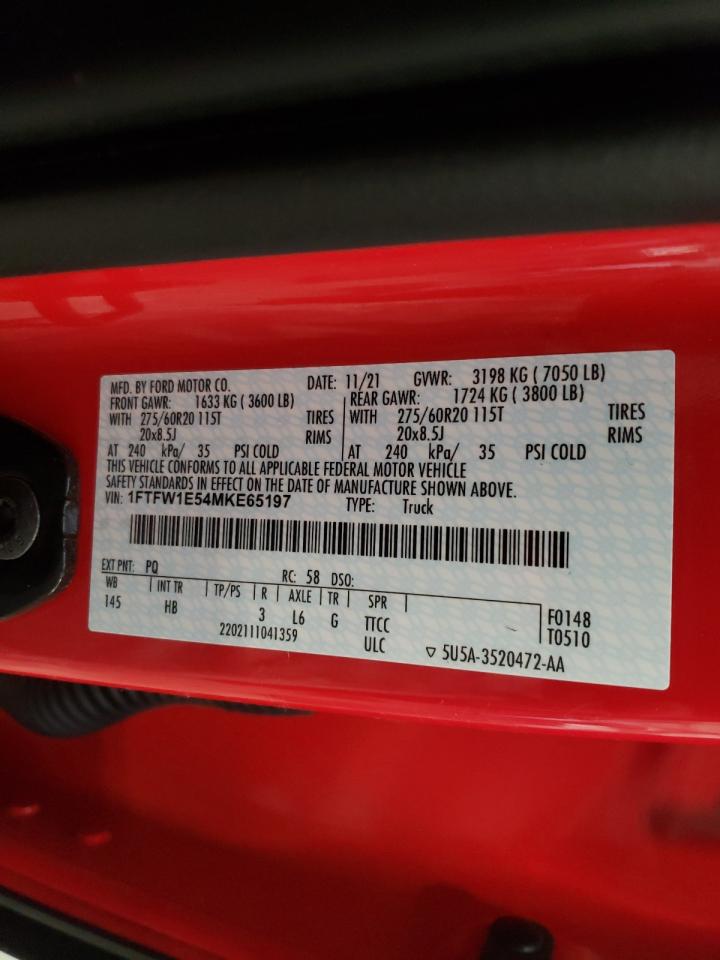 MFD. BY FORD MOTOR CO. DATE: 11/21 GVWR: 3198 KG ( 7050 LB)
FRONT GAWR: 1633 KG ( 3600 LB) REAR GAWR: 1724 KG ( 3800 LB)
WITH 275/60R20 115T TIRES WITH 275/60R20 115T TIRES
20x8.5J RIMS 20x8.5J RIMS
AT 240 kPa/ 35 PSI COLD AT 240 kPa/ 35 PSI COLD
THIS VEHICLE CONFORMS TO ALL APPLICABLE FEDERAL MOTOR VEHICLE
SAFETY STANDARDS IN EFFECT ON THE DATE OF MANUFACTURE SHOWN ABOVE.
VIN: 1FTFW1E54MKE65197 TYPE: Truck
EXT PNT: PQ RC: 58 DSO:
WB INT TR TP/PS R AXLE TR SPR
145 HB 3 L6 G TTCC F0148
2202111041359 ULC T0510
5U5A-3520472-AA